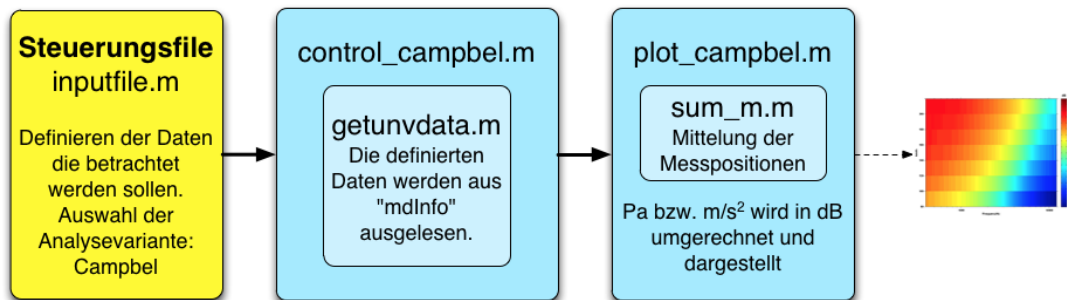 Steuerungsfile
inputfile.m
Definieren der Daten
die betrachtet
werden sollen.
Auswahl der
Analysevariante:
Campbel
control_campbel.m
getunvdata.m
Die definierten
Daten werden aus
"mdInfo"
ausgelesen.
plot_campbel.m
sum_m.m
Mittelung der
Messpositionen
Pa bzw. m/s² wird in dB
umgerechnet und
dargestellt